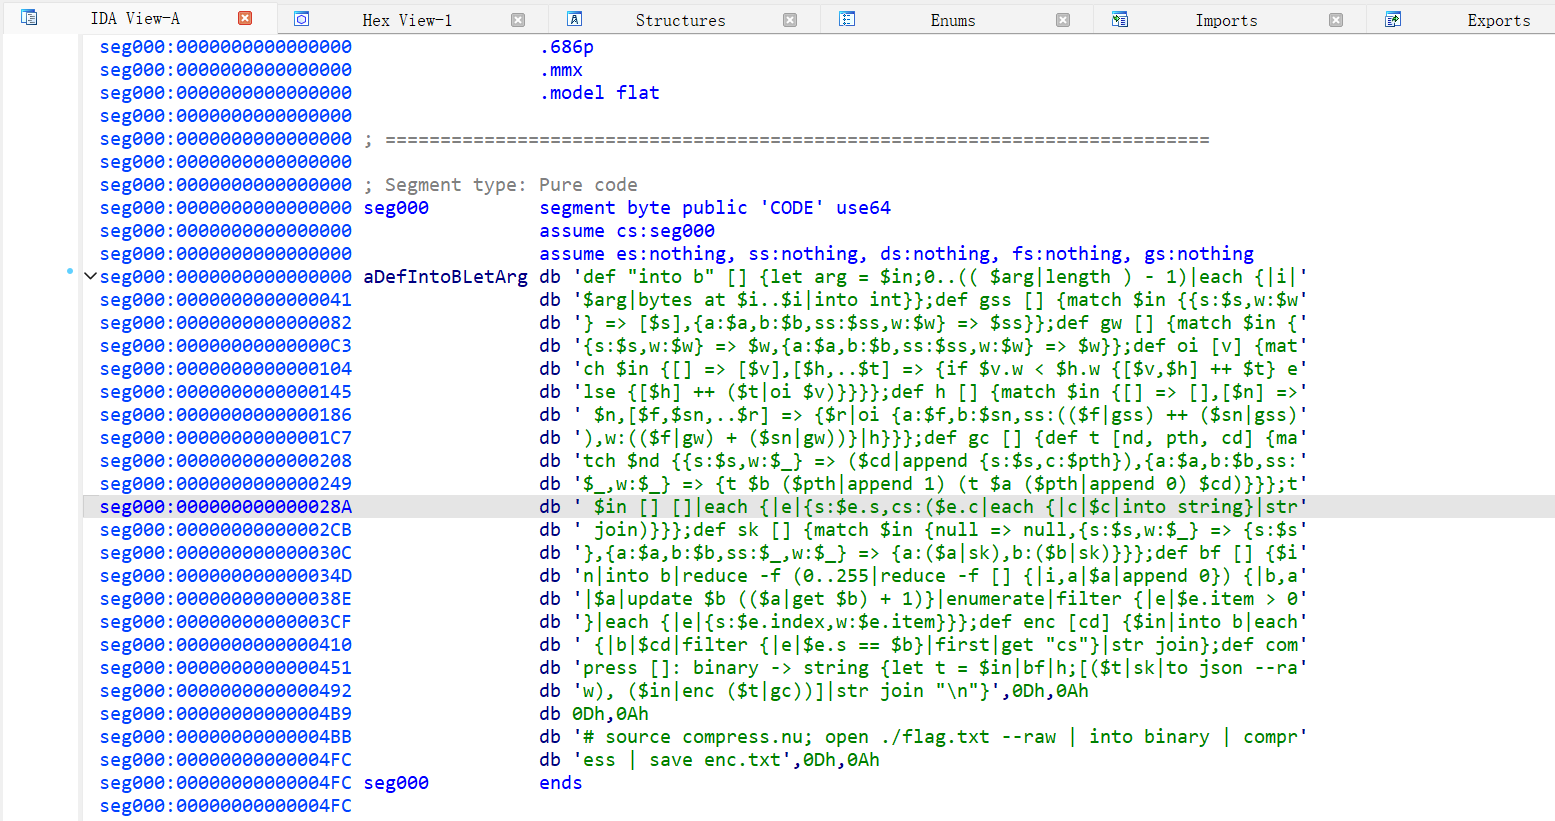 IDA View-A Hex View-1 Structures Enums Imports Exports
seg000:0000000000000000 .686p
seg000:0000000000000000 .mmx
seg000:0000000000000000 .model flat
seg000:0000000000000000
seg000:0000000000000000 ; ===========================================================================
seg000:0000000000000000
seg000:0000000000000000 ; Segment type: Pure code
seg000:0000000000000000 seg000 segment byte public 'CODE' use64
seg000:0000000000000000 assume cs:seg000
seg000:0000000000000000 assume es:nothing, ss:nothing, ds:nothing, fs:nothing, gs:nothing
seg000:0000000000000000 aDefIntoBLetArg db 'def "into b" [] {let arg = $in;0..(( $arg|length ) - 1)|each {|i|'
seg000:0000000000000041 db '$arg|bytes at $i..$i|into int}};def gss [] {match $in {{s:$s,w:$w'
seg000:0000000000000082 db '} => [$s],{a:$a,b:$b,ss:$ss,w:$w} => $ss}};def gw [] {match $in {'
seg000:00000000000000C3 db '{s:$s,w:$w} => $w,{a:$a,b:$b,ss:$ss,w:$w} => $w}};def oi [v] {mat'
seg000:0000000000000104 db 'ch $in {[] => [$v],[$h,..$t] => {if $v.w < $h.w {[$v,$h] ++ $t} e'
seg000:0000000000000145 db 'lse {[$h] ++ ($t|oi $v)}}}};def h [] {match $in {[] => [],[$n] =>'
seg000:0000000000000186 db ' $n,[$f,$sn,..$r] => {$r|oi {a:$f,b:$sn,ss:(($f|gss) ++ ($sn|gss)'
seg000:00000000000001C7 db '),w:(($f|gw) + ($sn|gw))}|h}}};def gc [] {def t [nd, pth, cd] {ma'
seg000:0000000000000208 db 'tch $nd {{s:$s,w:$_} => ($cd|append {s:$s,c:$pth}),{a:$a,b:$b,ss:'
seg000:0000000000000249 db '$_,w:$_} => {t $b ($pth|append 1) (t $a ($pth|append 0) $cd)}}};t'
seg000:000000000000028A db ' $in [] []|each {|e|{s:$e.s,cs:($e.c|each {|c|$c|into string}|str'
seg000:00000000000002CB db ' join)}}};def sk [] {match $in {null => null,{s:$s,w:$_} => {s:$s'
seg000:000000000000030C db '},{a:$a,b:$b,ss:$_,w:$_} => {a:($a|sk),b:($b|sk)}}};def bf [] {$i'
seg000:000000000000034D db 'n|into b|reduce -f (0..255|reduce -f [] {|i,a|$a|append 0}) {|b,a'
seg000:000000000000038E db '|$a|update $b (($a|get $b) + 1)}|enumerate|filter {|e|$e.item > 0'
seg000:00000000000003CF db '}|each {|e|{s:$e.index,w:$e.item}}};def enc [cd] {$in|into b|each'
seg000:0000000000000410 db ' {|b|$cd|filter {|e|$e.s == $b}|first|get "cs"}|str join};def com'
seg000:0000000000000451 db 'press []: binary -> string {let t = $in|bf|h;[($t|sk|to json --ra'
seg000:0000000000000492 db 'w), ($in|enc ($t|gc))]|str join "\n"}',0Dh,0Ah
seg000:00000000000004B9 db 0Dh,0Ah
seg000:00000000000004BB db '# source compress.nu; open ./flag.txt --raw | into binary | compr'
seg000:00000000000004FC db 'ess | save enc.txt',0Dh,0Ah
seg000:00000000000004FC seg000 ends
seg000:00000000000004FC